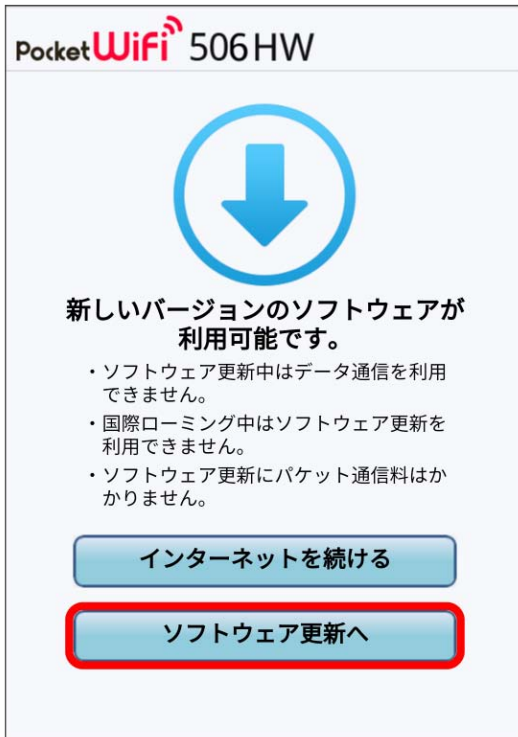 Pocket WiFi 506HW
新しいバージョンのソフトウェアが
利用可能です。
・ソフトウェア更新中はデータ通信を利用
できません。
・国際ローミング中はソフトウェア更新を
利用できません。
・ソフトウェア更新にパケット通信料はか
かりません。
インターネットを続ける
ソフトウェア更新へ